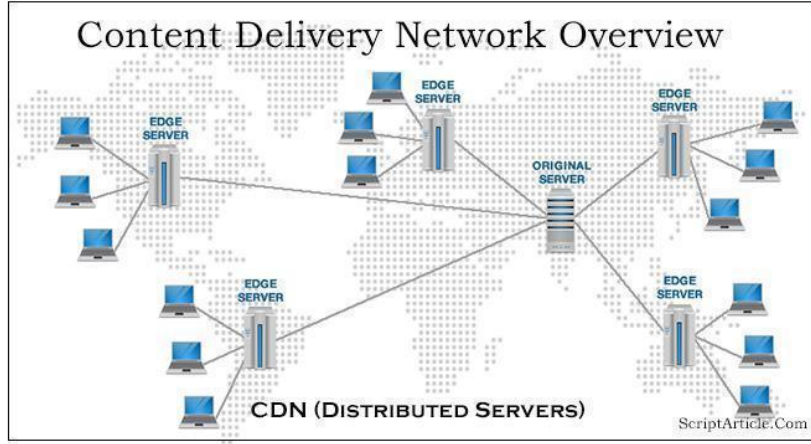 Content Delivery Network Overview
EDGE
SERVER
EDGE
SERVER
EDGE
SERVER
ORIGINAL
SERVER
EDGE
SERVER
EDGE
SERVER
CDN (DISTRIBUTED SERVERS)
ScriptArticle.Com